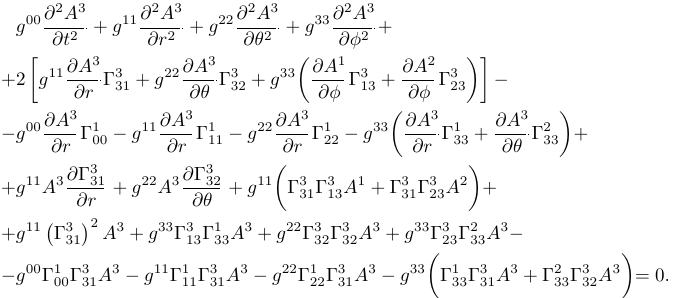 $g^{00}\frac{\partial^2 A^3}{\partial t^2} + g^{11}\frac{\partial^2 A^3}{\partial r^2} + g^{22}\frac{\partial^2 A^3}{\partial \theta^2} + g^{33}\frac{\partial^2 A^3}{\partial \phi^2} +$
$+2\left[g^{11}\frac{\partial A^3}{\partial r}\Gamma^3_{31} + g^{22}\frac{\partial A^3}{\partial \theta}\Gamma^3_{32} + g^{33}\left(\frac{\partial A^1}{\partial \phi}\Gamma^3_{13} + \frac{\partial A^2}{\partial \phi}\Gamma^3_{23}\right)\right] -$
$-g^{00}\frac{\partial A^3}{\partial r}\Gamma^1_{00} - g^{11}\frac{\partial A^3}{\partial r}\Gamma^1_{11} - g^{22}\frac{\partial A^3}{\partial r}\Gamma^1_{22} - g^{33}\left(\frac{\partial A^3}{\partial r}\Gamma^1_{33} + \frac{\partial A^3}{\partial \theta}\Gamma^2_{33}\right) +$
$+g^{11}A^3\frac{\partial \Gamma^3_{31}}{\partial r} + g^{22}A^3\frac{\partial \Gamma^3_{32}}{\partial \theta} + g^{11}\left(\Gamma^3_{31}\Gamma^3_{13}A^1 + \Gamma^3_{31}\Gamma^3_{23}A^2\right) +$
$+g^{11}\left(\Gamma^3_{31}\right)^2 A^3 + g^{33}\Gamma^3_{13}\Gamma^1_{33}A^3 + g^{22}\Gamma^3_{32}\Gamma^3_{32}A^3 + g^{33}\Gamma^3_{23}\Gamma^2_{33}A^3 -$
$-g^{00}\Gamma^1_{00}\Gamma^3_{31}A^3 - g^{11}\Gamma^1_{11}\Gamma^3_{31}A^3 - g^{22}\Gamma^1_{22}\Gamma^3_{31}A^3 - g^{33}\left(\Gamma^1_{33}\Gamma^3_{31}A^3 + \Gamma^2_{33}\Gamma^3_{32}A^3\right) = 0.$